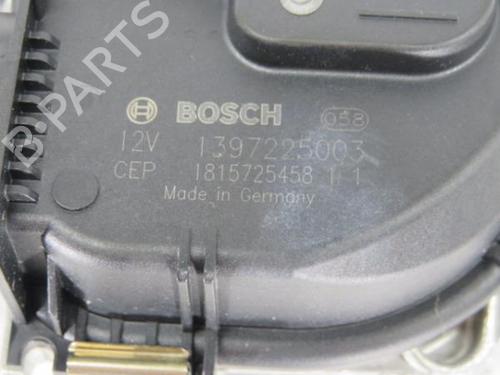 B-PARTS
BOSCH 058
12V 1397225003
CEP 1815725458 1 1
Made in Germany